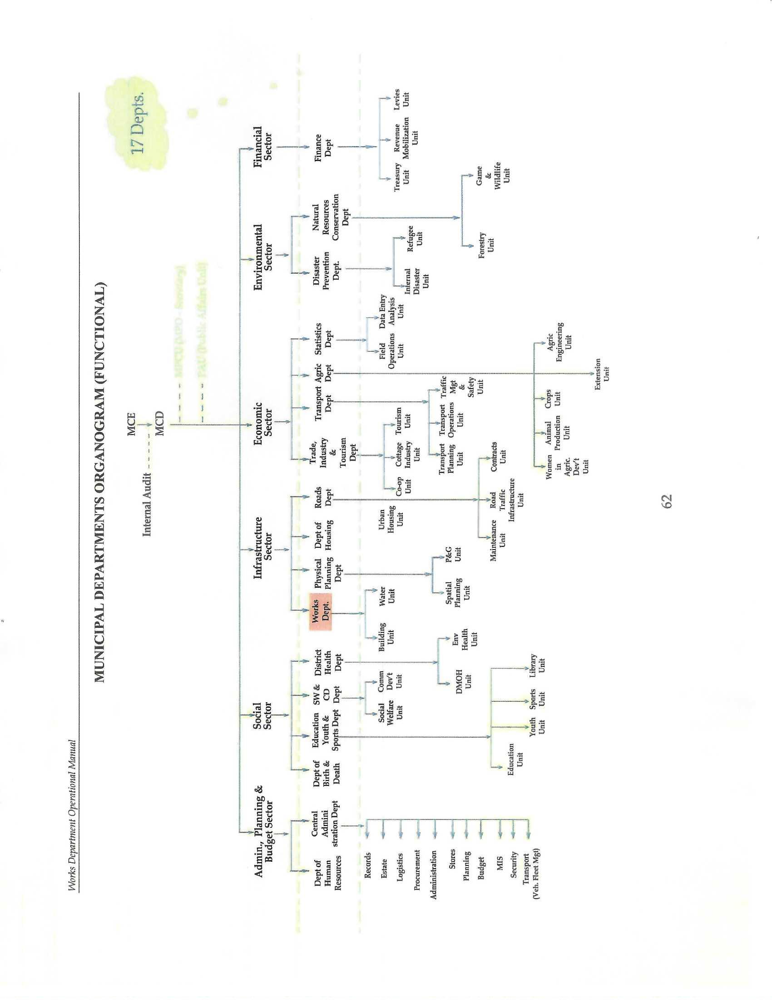 Works Department Operational Manual
MUNICIPAL DEPARTMENTS ORGANOGRAM (FUNCTIONAL)
17 Depts.
MCE
Internal Audit
MCD
MPCU (MPO - Secretary)
PAU (Public Affairs Unit)
Admin., Planning &
Budget Sector
Social
Sector
Infrastructure
Sector
Economic
Sector
Environmental
Sector
Financial
Sector
Dept of
Human
Resources
Central
Admini
stration Dept
Dept of
Birth &
Death
Education
Youth &
Sports Dept
SW &
CD
Dept
District
Health
Dept
Works
Dept.
Physical
Planning
Dept
Dept of
Housing
Roads
Dept
Trade,
Industry
&
Tourism
Dept
Transport
Dept
Agric
Dept
Statistics
Dept
Disaster
Prevention
Dept.
Natural
Resources
Conservation
Dept
Finance
Dept
Records
Estate
Logistics
Procurement
Administration
Stores
Planning
Budget
MIS
Security
Transport
(Veh. Fleet Mgt)
Social
Welfare
Unit
Comm
Dev't
Unit
Building
Unit
Water
Unit
Urban
Housing
Unit
Co-op
Unit
Cottage
Industry
Unit
Tourism
Unit
Field
Operations
Unit
Data Entry
Analysis
Unit
Internal
Disaster
Unit
Refugee
Unit
Treasury
Unit
Revenue
Mobilization
Unit
Levies
Unit
DMOH
Unit
Env
Health
Unit
Spatial
Planning
Unit
P&G
Unit
Transport
Planning
Unit
Transport
Operations
Unit
Traffic
Mgt
&
Safety
Unit
Forestry
Unit
Game
&
Wildlife
Unit
Maintenance
Unit
Road
Traffic
Infrastructure
Unit
Contracts
Unit
Education
Unit
Youth
Unit
Sports
Unit
Library
Unit
Women
in
Agric.
Dev't
Unit
Animal
Production
Unit
Crops
Unit
Agric
Engineering
Unit
Extension
Unit
62